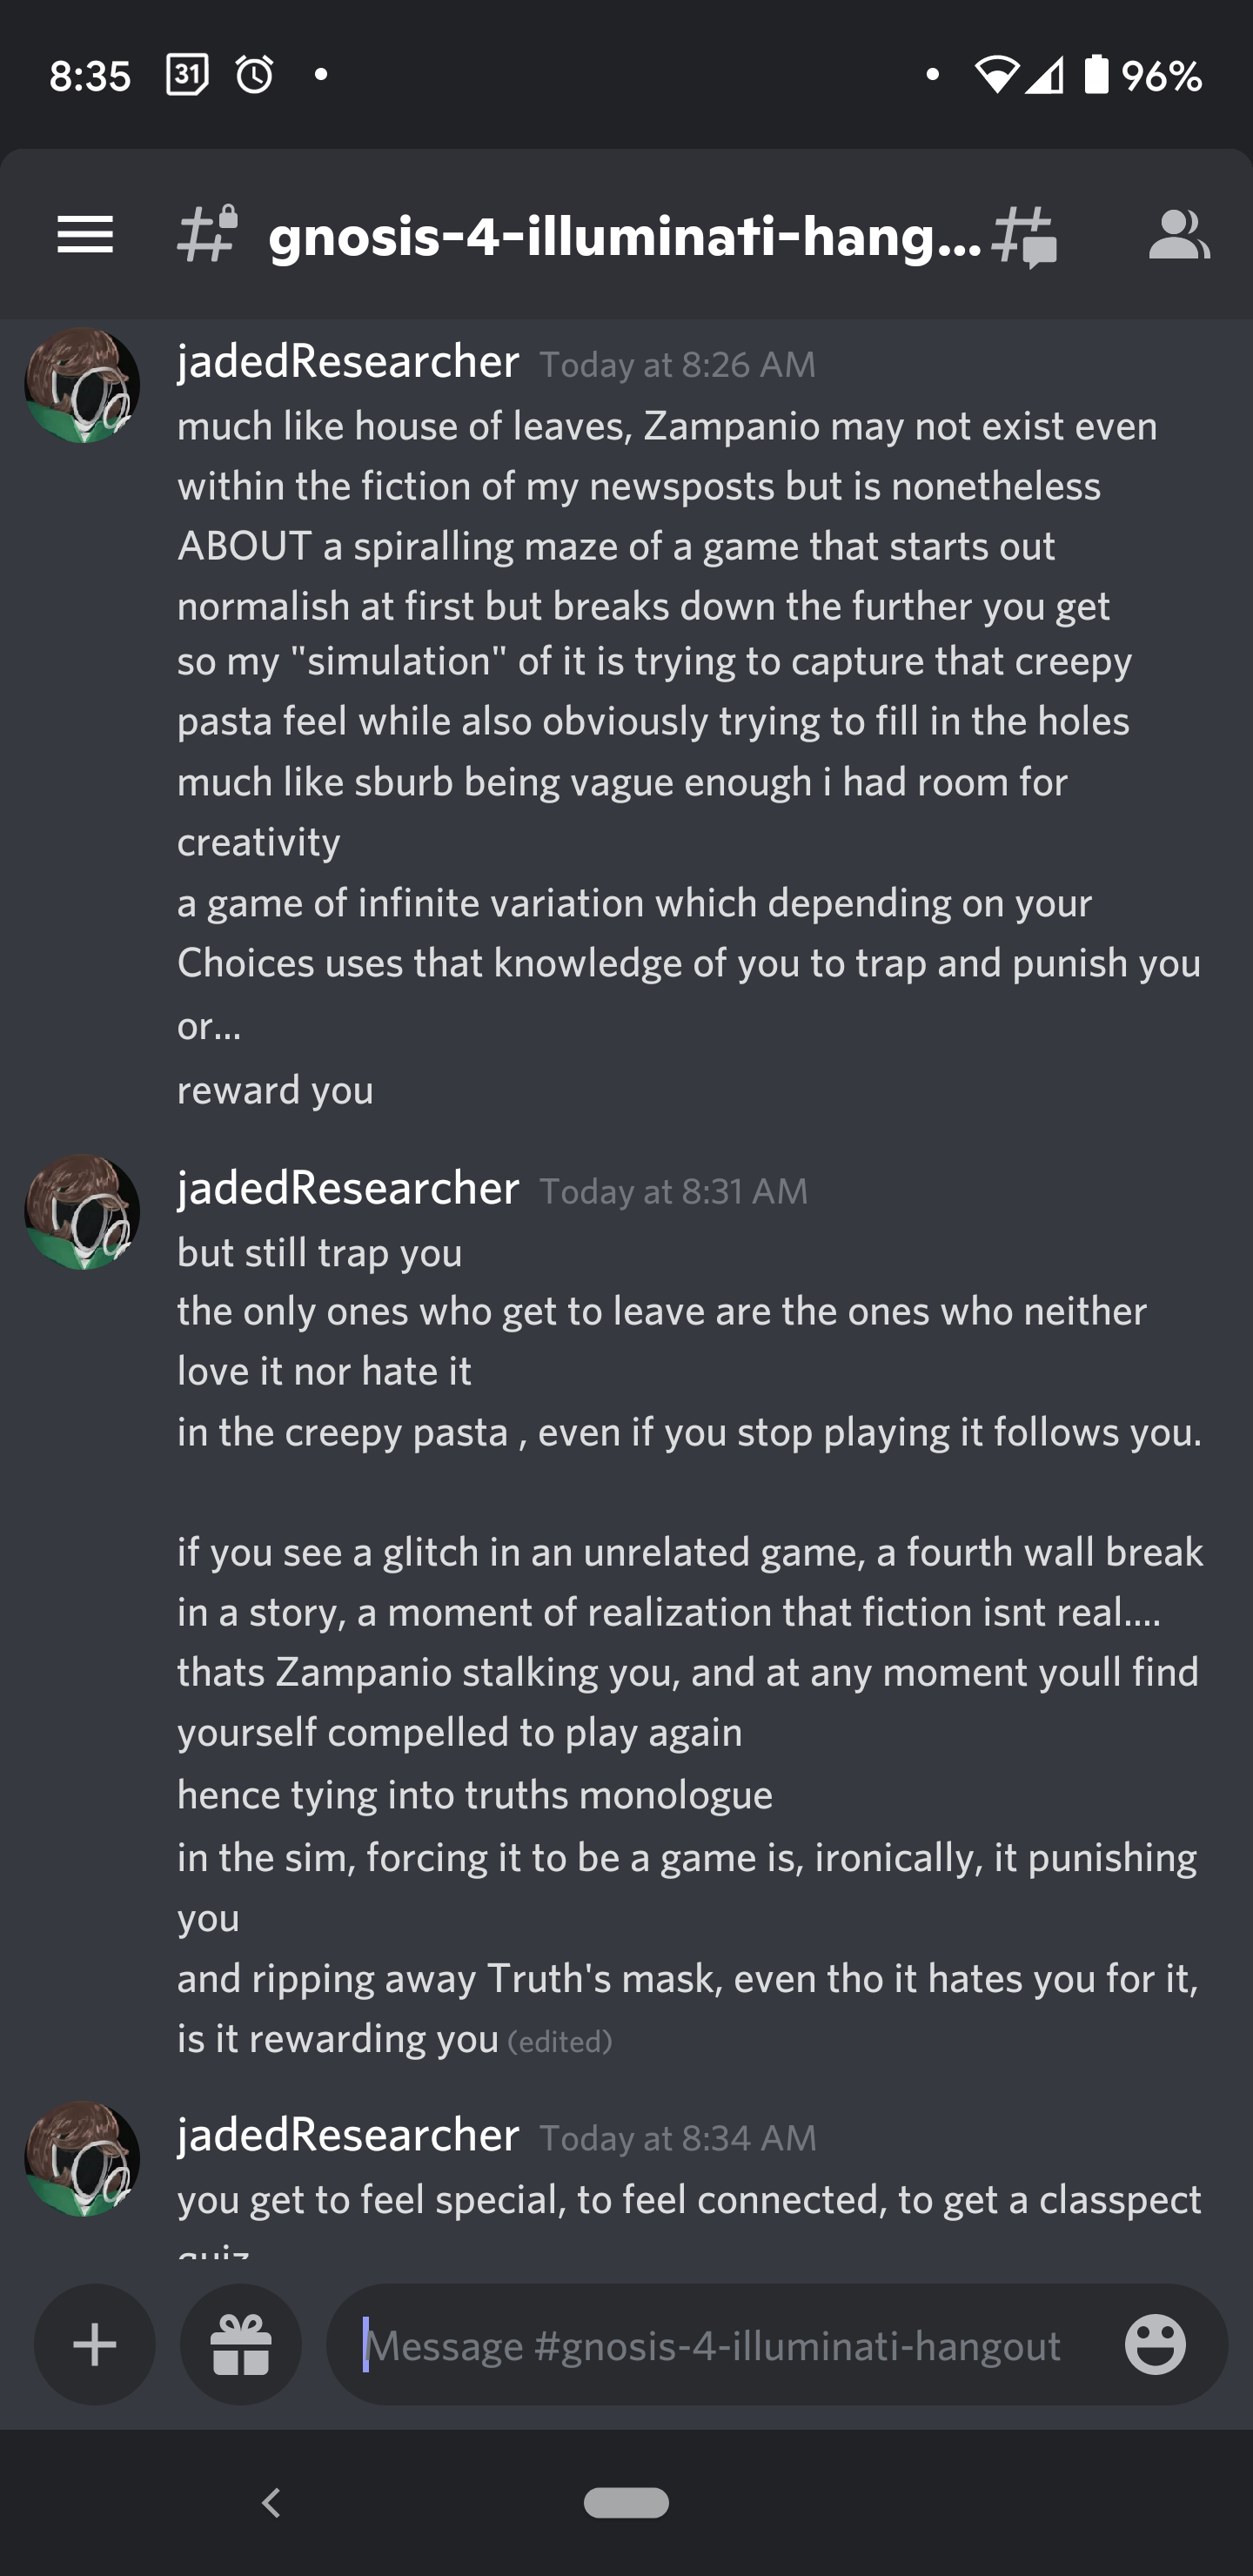 8:35 31 96%
# gnosis-4-illuminati-hang...
jadedResearcher Today at 8:26 AM
much like house of leaves, Zampanio may not exist even
within the fiction of my newsposts but is nonetheless
ABOUT a spiralling maze of a game that starts out
normalish at first but breaks down the further you get
so my "simulation" of it is trying to capture that creepy
pasta feel while also obviously trying to fill in the holes
much like sburb being vague enough i had room for
creativity
a game of infinite variation which depending on your
Choices uses that knowledge of you to trap and punish you
or...
reward you
jadedResearcher Today at 8:31 AM
but still trap you
the only ones who get to leave are the ones who neither
love it nor hate it
in the creepy pasta , even if you stop playing it follows you.
if you see a glitch in an unrelated game, a fourth wall break
in a story, a moment of realization that fiction isnt real....
thats Zampanio stalking you, and at any moment youll find
yourself compelled to play again
hence tying into truths monologue
in the sim, forcing it to be a game is, ironically, it punishing
you
and ripping away Truth's mask, even tho it hates you for it,
is it rewarding you (edited)
jadedResearcher Today at 8:34 AM
you get to feel special, to feel connected, to get a classpect
quiz
Message #gnosis-4-illuminati-hangout